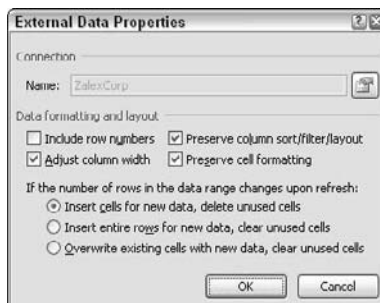 External Data Properties
Connection
Name: ZalexCorp
Data formatting and layout
Include row numbers Preserve column sort/filter/layout
Adjust column width Preserve cell formatting
If the number of rows in the data range changes upon refresh:
Insert cells for new data, delete unused cells
Insert entire rows for new data, clear unused cells
Overwrite existing cells with new data, clear unused cells
OK Cancel